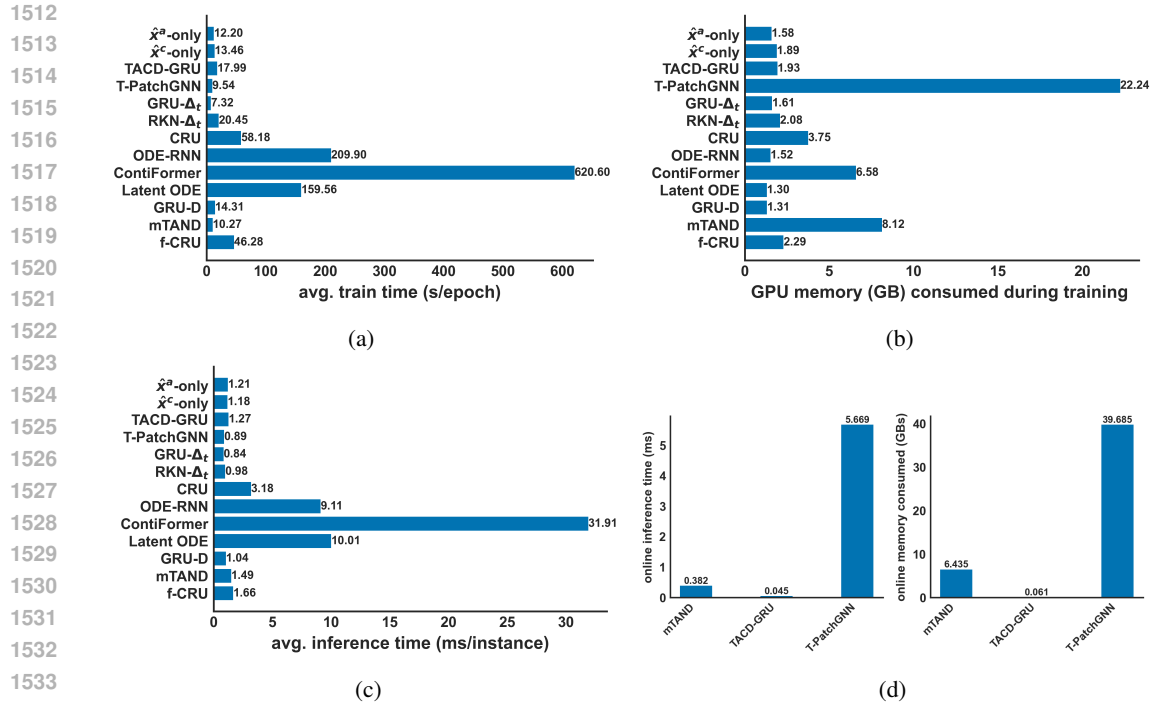 1512
1513
1514
1515
1516
1517
1518
1519
1520
1521
1522
1523
1524
1525
1526
1527
1528
1529
1530
1531
1532
1533
x̂ᵃ-only 12.20
x̂ᶜ-only 13.46
TACD-GRU 17.99
T-PatchGNN 9.54
GRU-Δₜ 7.32
RKN-Δₜ 20.45
CRU 58.18
ODE-RNN 209.90
ContiFormer 620.60
Latent ODE 159.56
GRU-D 14.31
mTAND 10.27
f-CRU 46.28
0 100 200 300 400 500 600
avg. train time (s/epoch)
(a)
x̂ᵃ-only 1.58
x̂ᶜ-only 1.89
TACD-GRU 1.93
T-PatchGNN 22.24
GRU-Δₜ 1.61
RKN-Δₜ 2.08
CRU 3.75
ODE-RNN 1.52
ContiFormer 6.58
Latent ODE 1.30
GRU-D 1.31
mTAND 8.12
f-CRU 2.29
0 5 10 15 20
GPU memory (GB) consumed during training
(b)
x̂ᵃ-only 1.21
x̂ᶜ-only 1.18
TACD-GRU 1.27
T-PatchGNN 0.89
GRU-Δₜ 0.84
RKN-Δₜ 0.98
CRU 3.18
ODE-RNN 9.11
ContiFormer 31.91
Latent ODE 10.01
GRU-D 1.04
mTAND 1.49
f-CRU 1.66
0 5 10 15 20 25 30
avg. inference time (ms/instance)
(c)
online inference time (ms)
5
4
3
2
1
0
0.382
0.045
5.669
mTAND
TACD-GRU
T-PatchGNN
online memory consumed (GBs)
40
30
20
10
0
6.435
0.061
39.685
mTAND
TACD-GRU
T-PatchGNN
(d)